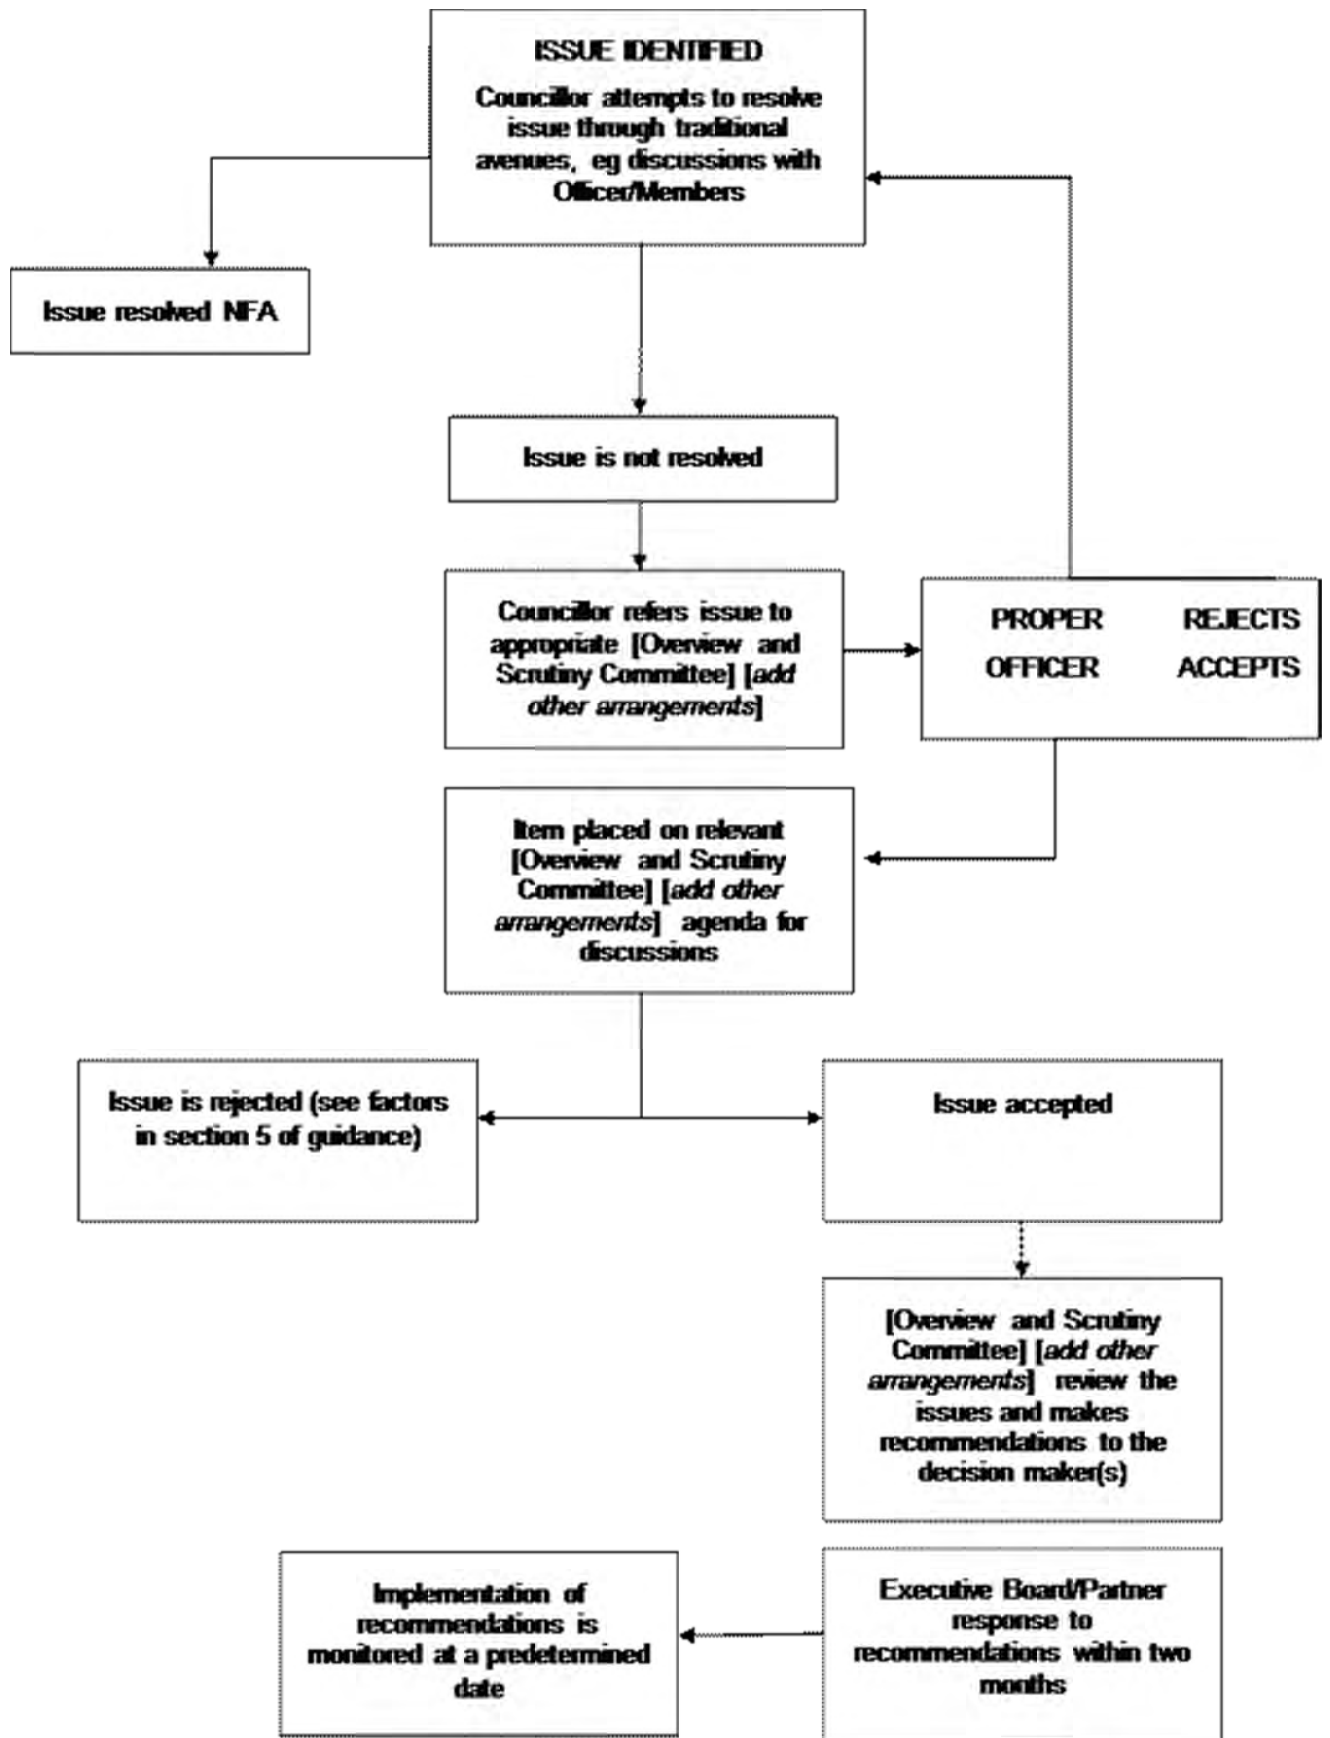 ISSUE IDENTIFIED
Councillor attempts to resolve
issue through traditional
avenues, eg discussions with
Officer/Members
Issue resolved NFA
Issue is not resolved
Councillor refers issue to
appropriate [Overview and
Scrutiny Committee] [add
other arrangements]
PROPER REJECTS
OFFICER ACCEPTS
Item placed on relevant
[Overview and Scrutiny
Committee] [add other
arrangements] agenda for
discussions
Issue is rejected (see factors
in section 5 of guidance)
Issue accepted
[Overview and Scrutiny
Committee] [add other
arrangements] review the
issues and makes
recommendations to the
decision maker(s)
Executive Board/Partner
response to
recommendations within two
months
Implementation of
recommendations is
monitored at a predetermined
date